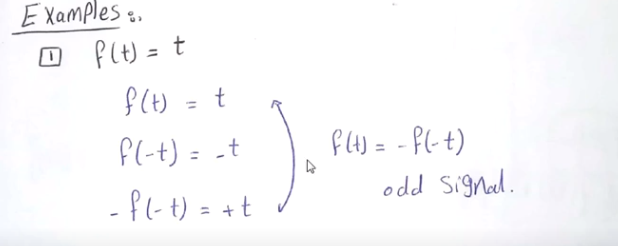 Examples :.
1 f(t) = t
f(t) = t
f(-t) = -t
f(t) = - f(-t)
odd signal.
- f(-t) = + t